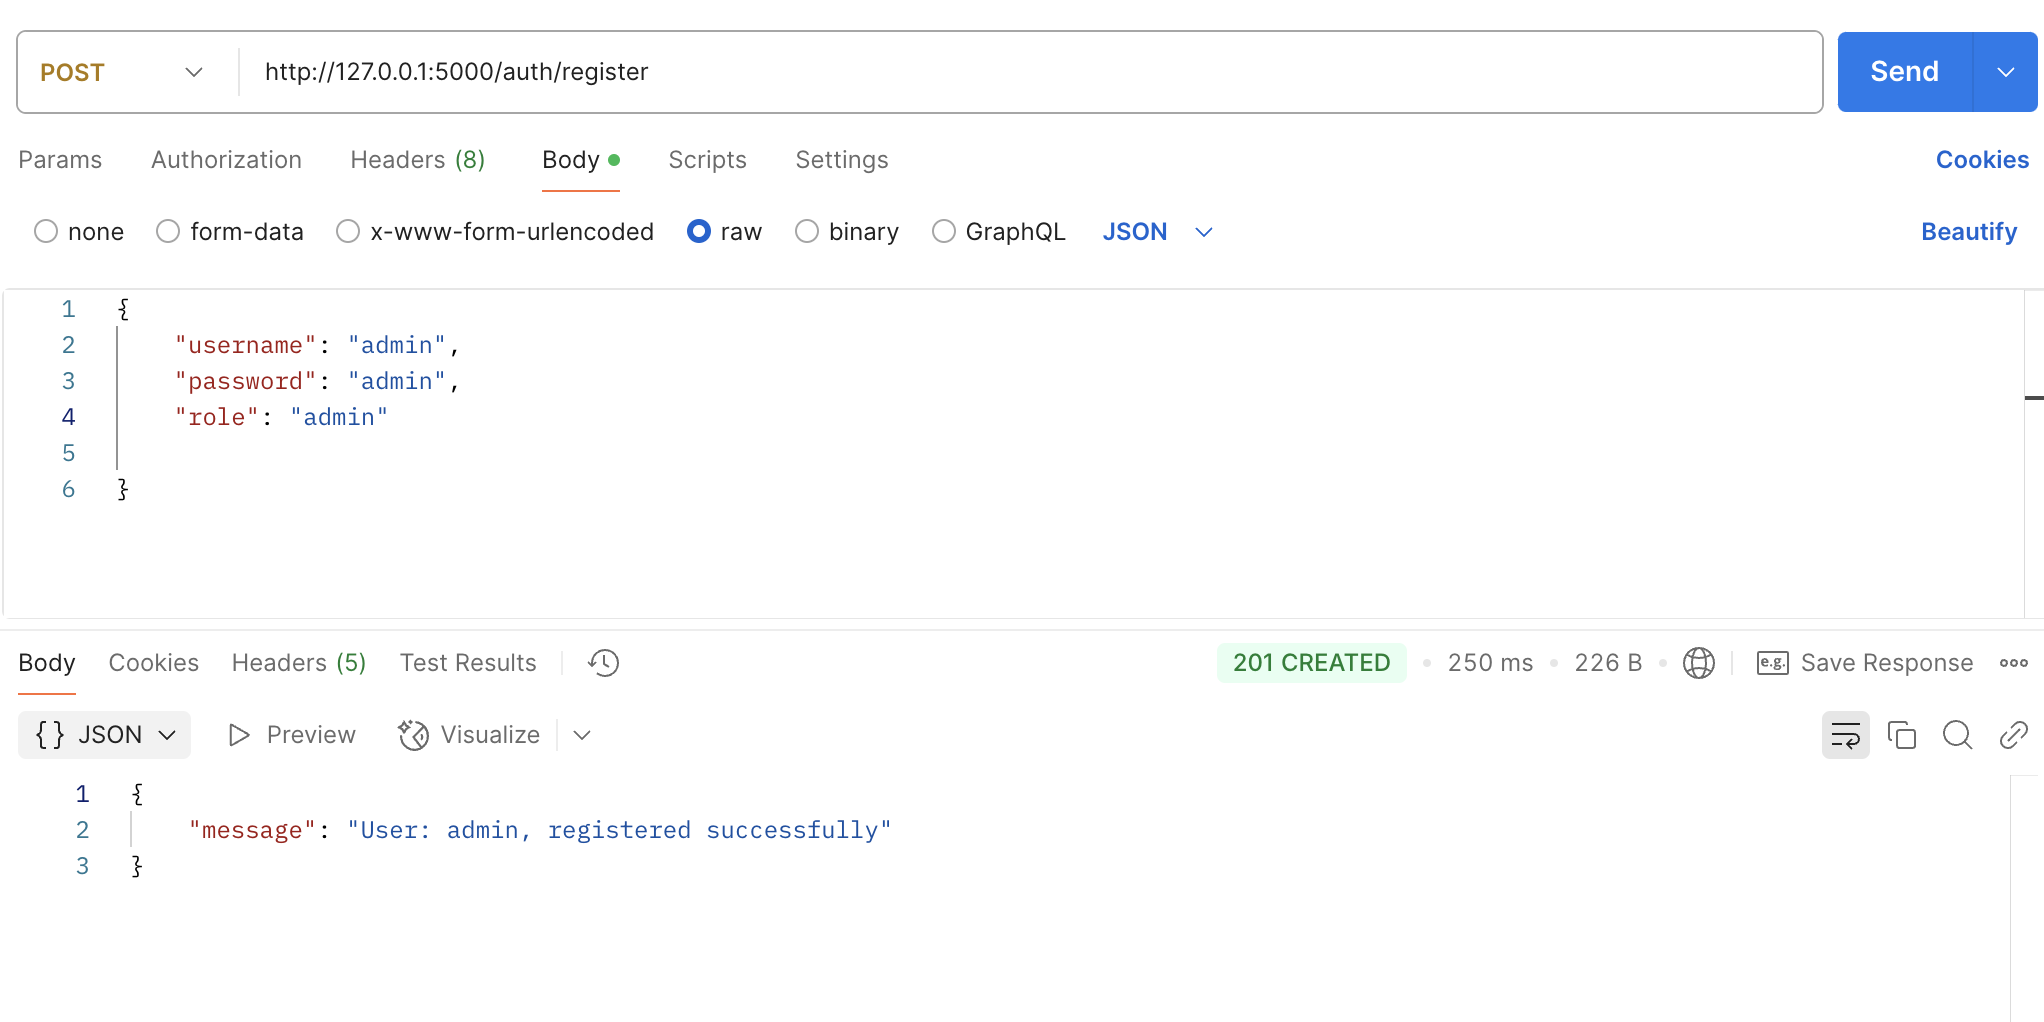 POST http://127.0.0.1:5000/auth/register Send
Params Authorization Headers (8) Body Scripts Settings Cookies
none form-data x-www-form-urlencoded raw binary GraphQL JSON Beautify
1 {
2 "username": "admin",
3 "password": "admin",
4 "role": "admin"
5
6 }
Body Cookies Headers (5) Test Results 201 CREATED 250 ms 226 B e.g. Save Response
{} JSON Preview Visualize
1 {
2 "message": "User: admin, registered successfully"
3 }